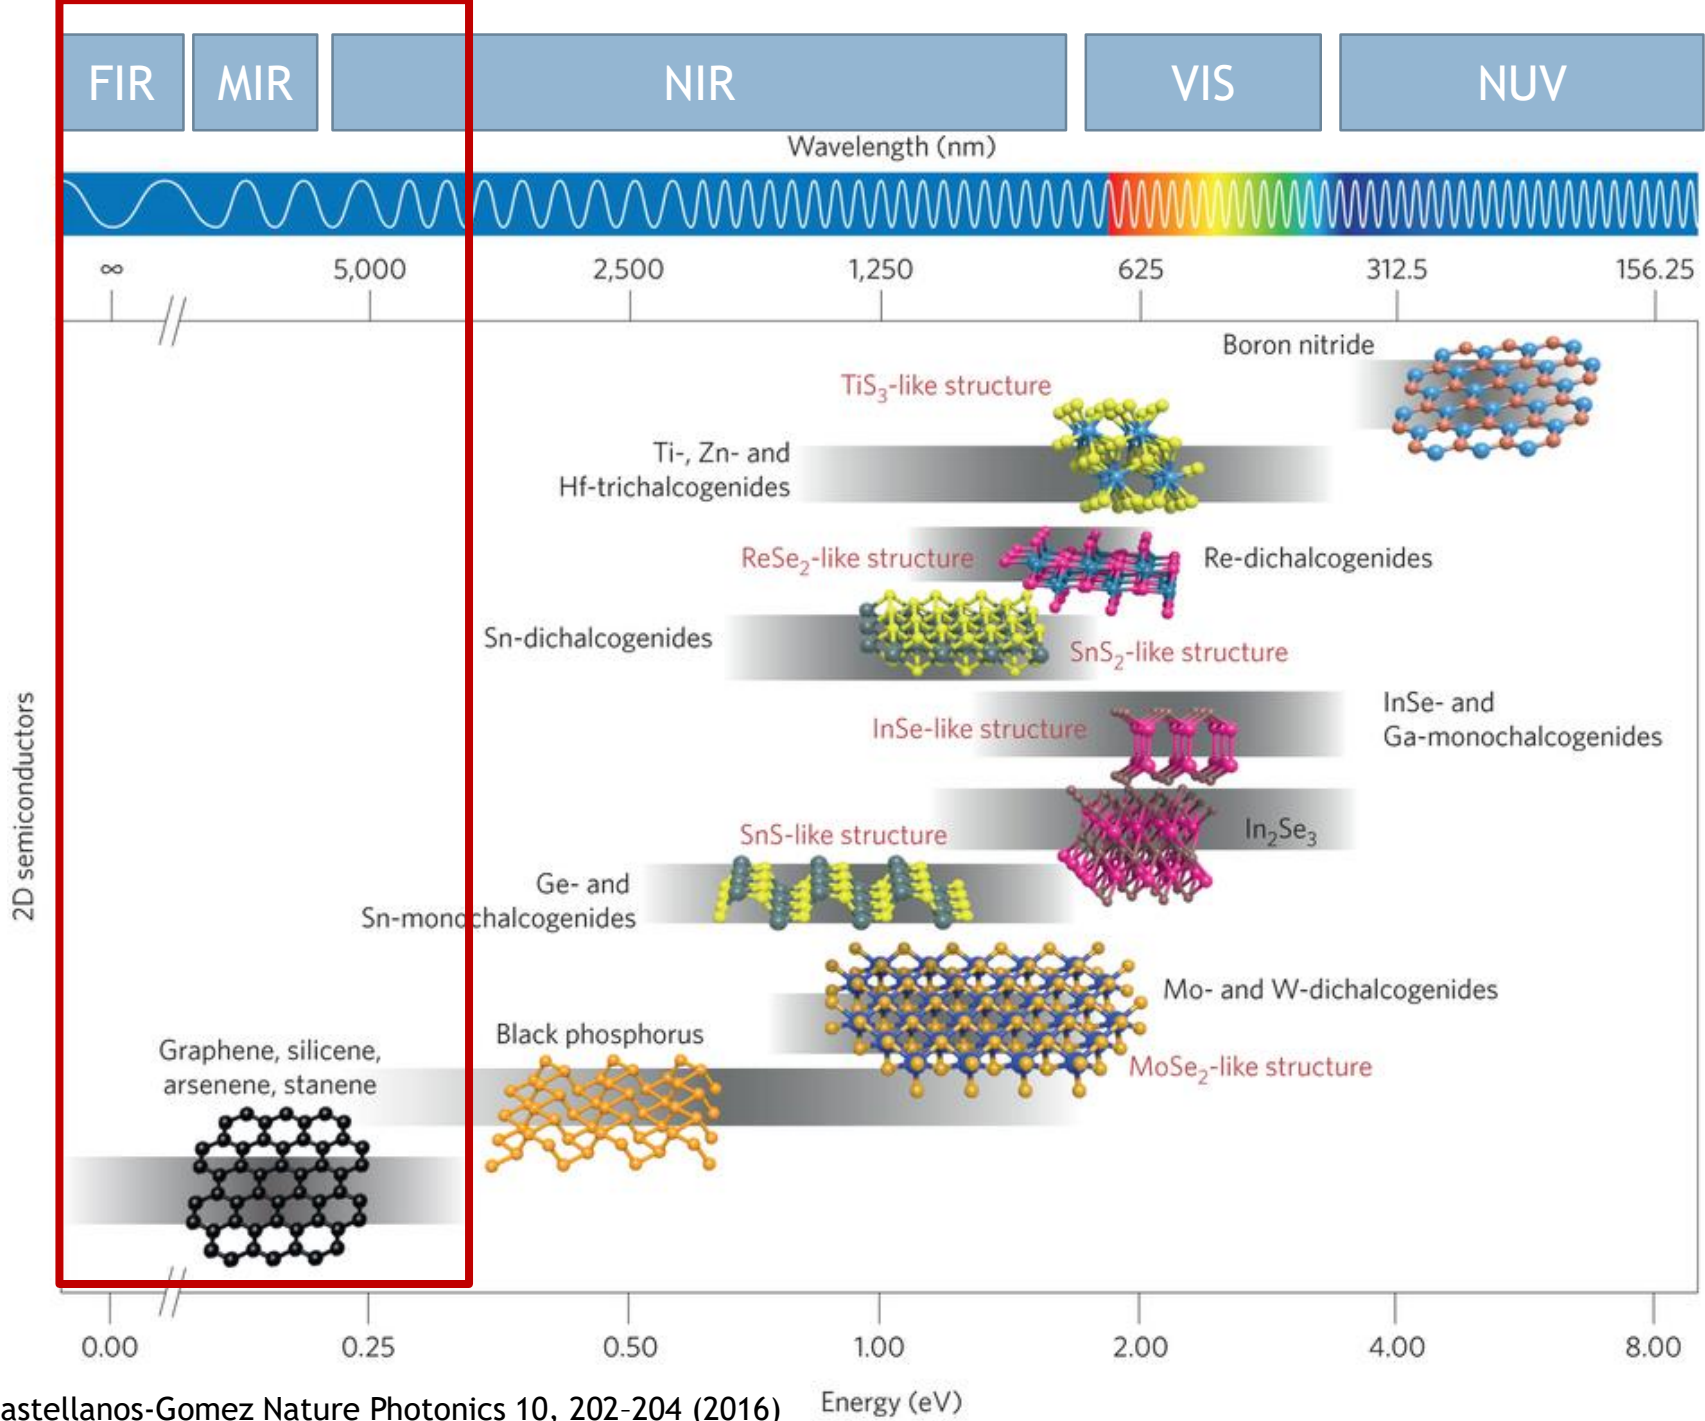 FIR MIR NIR VIS NUV
Wavelength (nm)
∞ 5,000 2,500 1,250 625 312.5 156.25
Boron nitride
TiS3-like structure
Ti-, Zn- and
Hf-trichalcogenides
ReSe2-like structure
Re-dichalcogenides
Sn-dichalcogenides
SnS2-like structure
InSe- and
Ga-monochalcogenides
InSe-like structure
In2Se3
SnS-like structure
Ge- and
Sn-monochalcogenides
Mo- and W-dichalcogenides
MoSe2-like structure
Black phosphorus
Graphene, silicene,
arsenene, stanene
2D semiconductors
0.00 0.25 0.50 1.00 2.00 4.00 8.00
Energy (eV)
astellanos-Gomez Nature Photonics 10, 202–204 (2016)